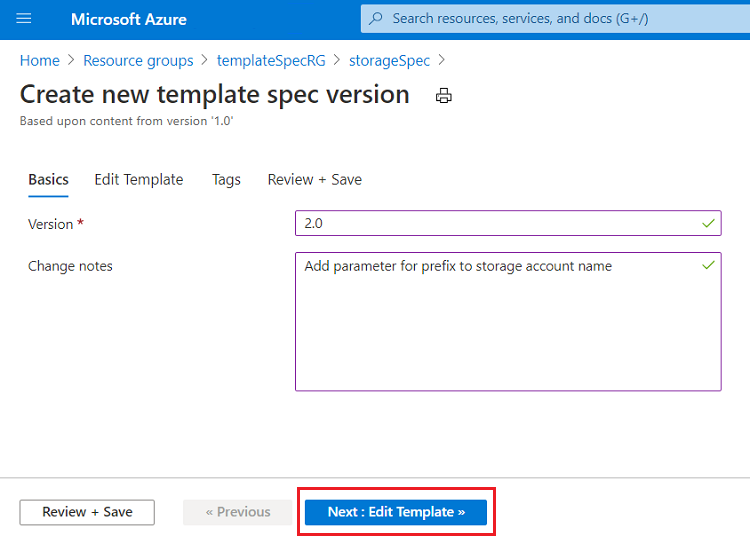 Microsoft Azure
Search resources, services, and docs (G+/)
Home > Resource groups > templateSpecRG > storageSpec >
Create new template spec version
Based upon content from version '1.0'
Basics Edit Template Tags Review + Save
Version * 2.0
Change notes Add parameter for prefix to storage account name
Review + Save « Previous Next : Edit Template »